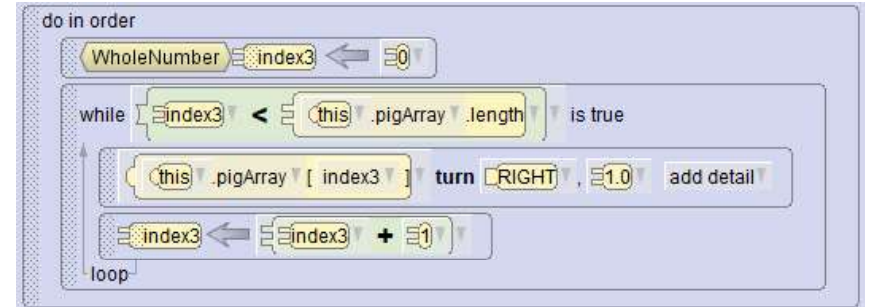 do in order
WholeNumber index3 0
while index3 < this .pigArray .length is true
this .pigArray [ index3 ] turn RIGHT , 1.0 add detail
index3 index3 + 1
loop